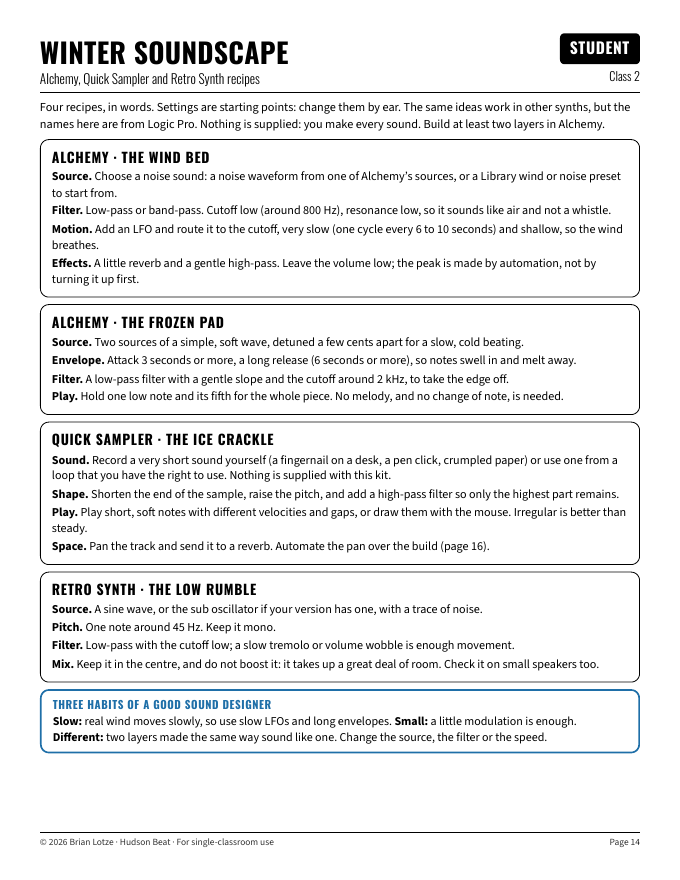 WINTER SOUNDSCAPE
STUDENT
Alchemy, Quick Sampler and Retro Synth recipes
Class 2
Four recipes, in words. Settings are starting points: change them by ear. The same ideas work in other synths, but the
names here are from Logic Pro. Nothing is supplied: you make every sound. Build at least two layers in Alchemy.
ALCHEMY · THE WIND BED
Source. Choose a noise sound: a noise waveform from one of Alchemy's sources, or a Library wind or noise preset
to start from.
Filter. Low-pass or band-pass. Cutoff low (around 800 Hz), resonance low, so it sounds like air and not a whistle.
Motion. Add an LFO and route it to the cutoff, very slow (one cycle every 6 to 10 seconds) and shallow, so the wind
breathes.
Effects. A little reverb and a gentle high-pass. Leave the volume low; the peak is made by automation, not by
turning it up first.
ALCHEMY · THE FROZEN PAD
Source. Two sources of a simple, soft wave, detuned a few cents apart for a slow, cold beating.
Envelope. Attack 3 seconds or more, a long release (6 seconds or more), so notes swell in and melt away.
Filter. A low-pass filter with a gentle slope and the cutoff around 2 kHz, to take the edge off.
Play. Hold one low note and its fifth for the whole piece. No melody, and no change of note, is needed.
QUICK SAMPLER · THE ICE CRACKLE
Sound. Record a very short sound yourself (a fingernail on a desk, a pen click, crumpled paper) or use one from a
loop that you have the right to use. Nothing is supplied with this kit.
Shape. Shorten the end of the sample, raise the pitch, and add a high-pass filter so only the highest part remains.
Play. Play short, soft notes with different velocities and gaps, or draw them with the mouse. Irregular is better than
steady.
Space. Pan the track and send it to a reverb. Automate the pan over the build (page 16).
RETRO SYNTH · THE LOW RUMBLE
Source. A sine wave, or the sub oscillator if your version has one, with a trace of noise.
Pitch. One note around 45 Hz. Keep it mono.
Filter. Low-pass with the cutoff low; a slow tremolo or volume wobble is enough movement.
Mix. Keep it in the centre, and do not boost it: it takes up a great deal of room. Check it on small speakers too.
THREE HABITS OF A GOOD SOUND DESIGNER
Slow: real wind moves slowly, so use slow LFOs and long envelopes. Small: a little modulation is enough.
Different: two layers made the same way sound like one. Change the source, the filter or the speed.
© 2026 Brian Lotze · Hudson Beat · For single-classroom use
Page 14